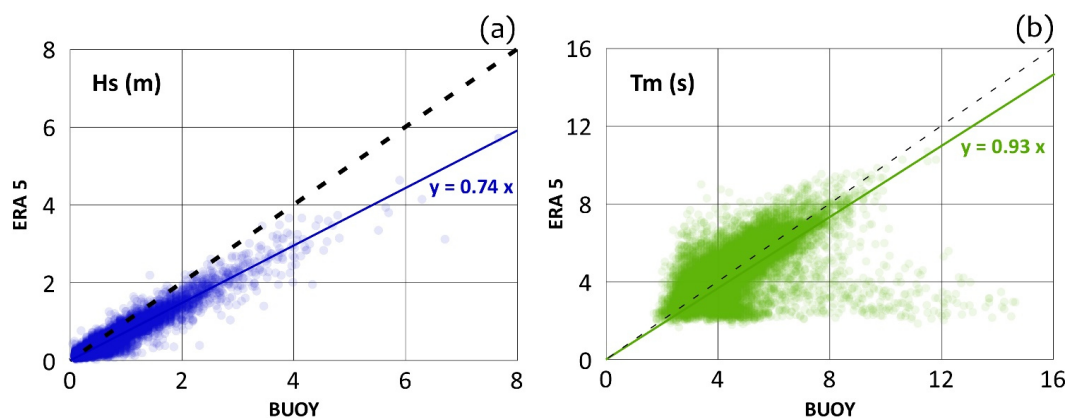 (a)
Hs (m)
8
6
4
2
0
0 2 4 6 8
ERA 5
BUOY
y = 0.74 x
(b)
Tm (s)
16
12
8
4
0
0 4 8 12 16
ERA 5
BUOY
y = 0.93 x